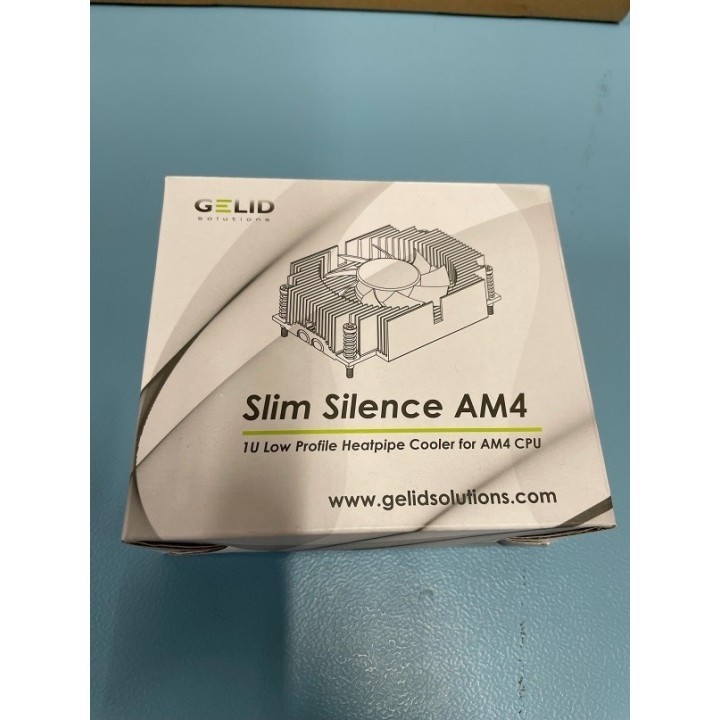 GELID
solutions
Slim Silence AM4
1U Low Profile Heatpipe Cooler for AM4 CPU
www.gelidsolutions.com